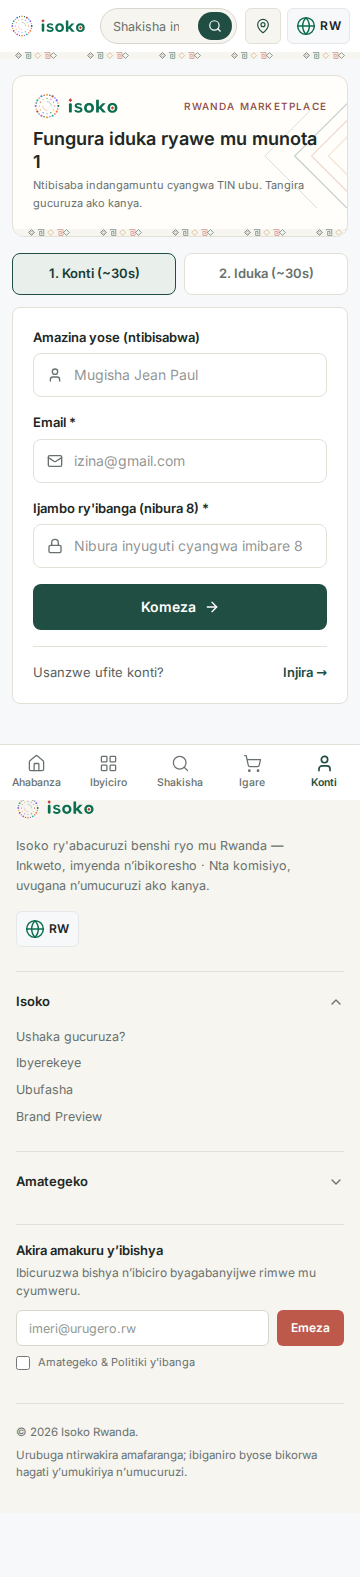 isoko
Shakisha in
RW
isoko
RWANDA MARKETPLACE
Fungura iduka ryawe mu munota
1
Ntibisaba indangamuntu cyangwa TIN ubu. Tangira
gucuruza ako kanya.
1. Konti (~30s)
2. Iduka (~30s)
Amazina yose (ntibisabwa)
Mugisha Jean Paul
Email *
izina@gmail.com
Ijambo ry'ibanga (nibura 8) *
Nibura inyuguti cyangwa imibare 8
Komeza →
Usanzwe ufite konti?
Injira →
Ahabanza
Ibyiciro
Shakisha
Igare
Konti
isoko
Isoko ry'abacuruzi benshi ryo mu Rwanda —
Inkweto, imyenda n'ibikoresho · Nta komisiyo,
uvugana n'umucuruzi ako kanya.
RW
Isoko
Ushaka gucuruza?
Ibyerekeye
Ubufasha
Brand Preview
Amategeko
Akira amakuru y'ibishya
Ibicuruzwa bishya n'ibiciro byagabanyijwe rimwe mu
cyumweru.
imeri@urugero.rw
Emeza
Amategeko & Politiki y'ibanga
© 2026 Isoko Rwanda.
Urubuga ntirwakira amafaranga; ibiganiro byose bikorwa
hagati y'umukiriya n'umucuruzi.